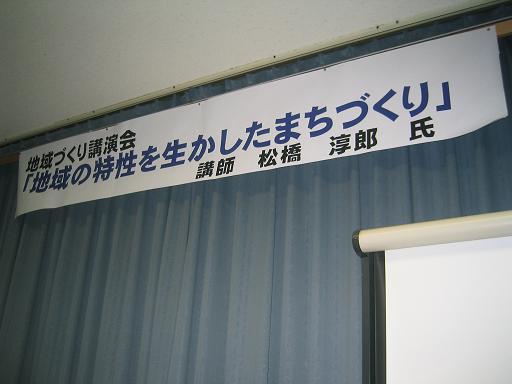 地域づくり講演会
「地域の特性を生かしたまちづくり」
講師　松橋　淳郎　氏